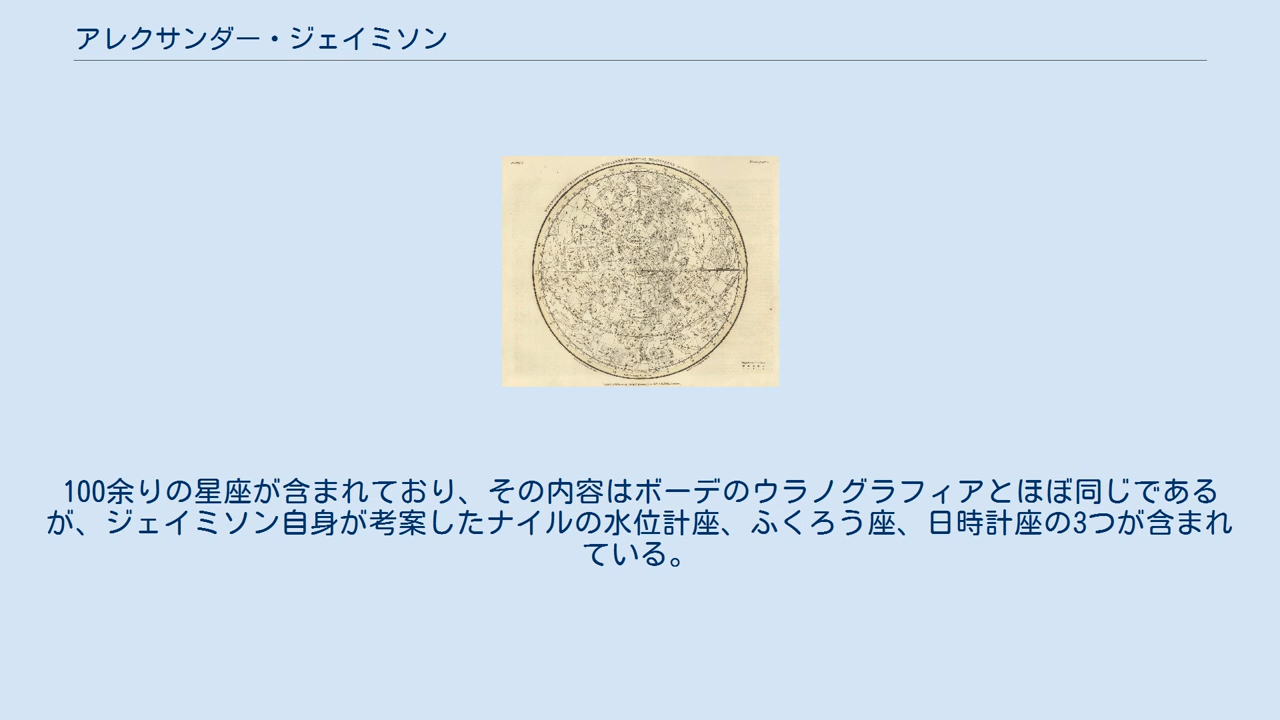 アレクサンダー・ジェイミソン
100余りの星座が含まれており、その内容はボーデのウラノグラフィアとほぼ同じである
が、ジェイミソン自身が考案したナイルの水位計座、ふくろう座、日時計座の3つが含まれ
ている。